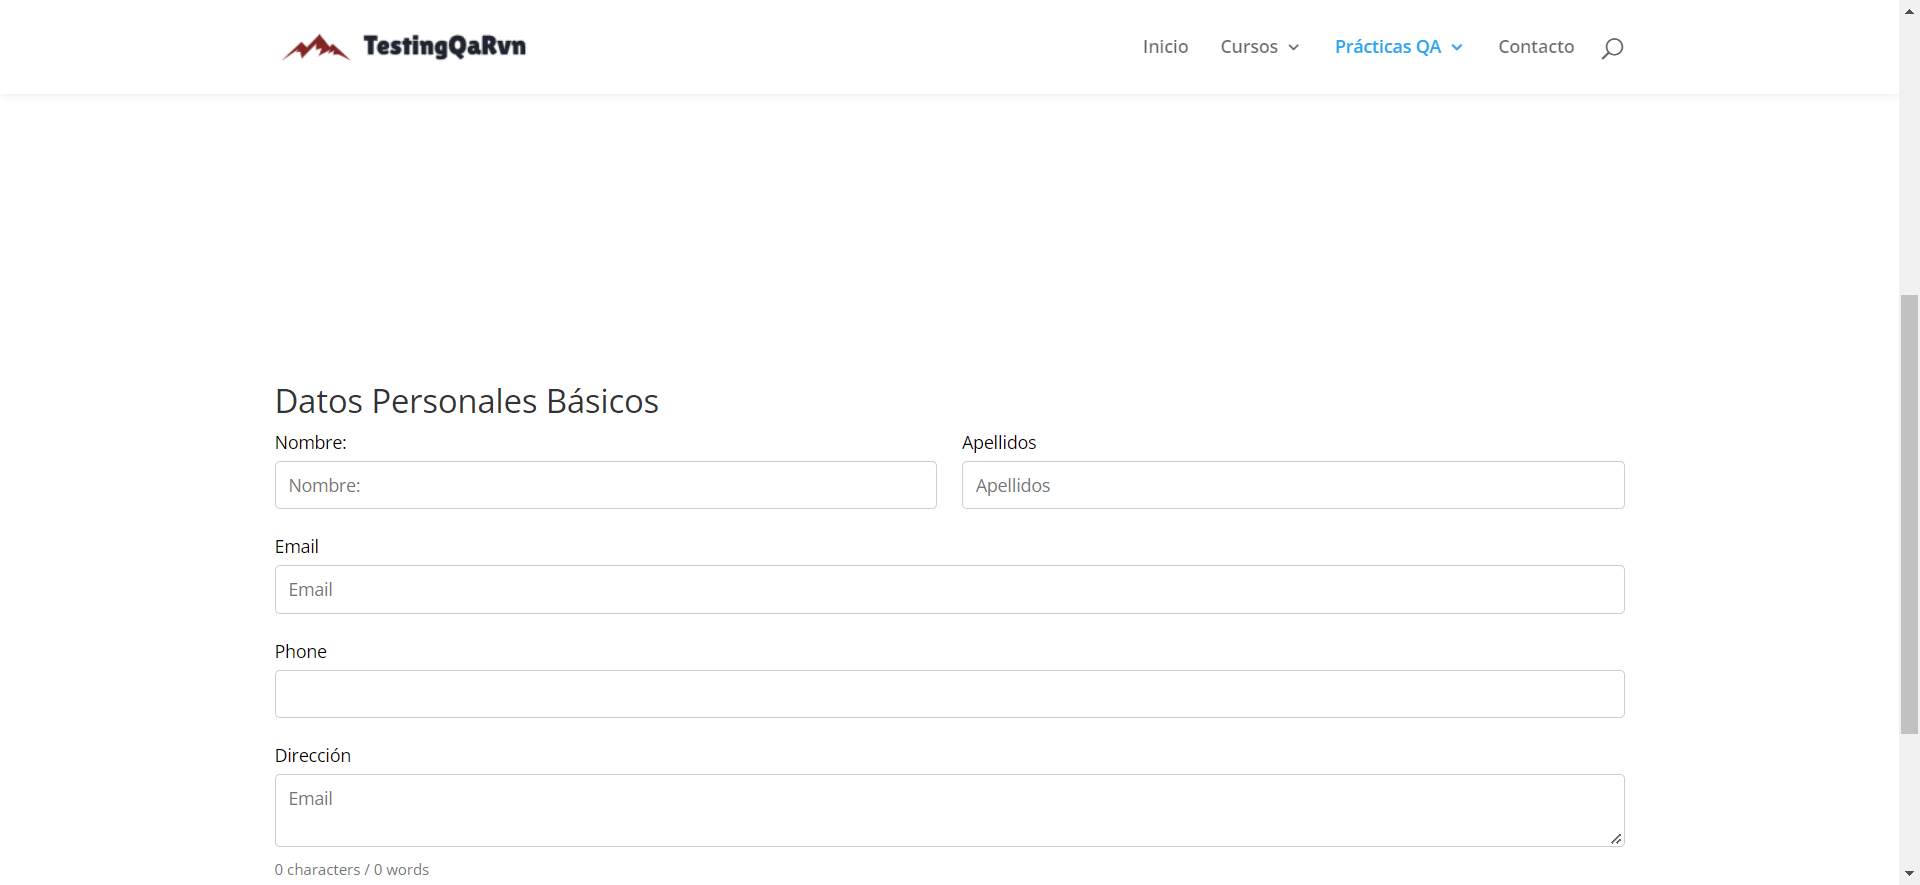 TestingQaRvn
Inicio Cursos Prácticas QA Contacto
Datos Personales Básicos
Nombre: Apellidos
Nombre: Apellidos
Email
Email
Phone
Dirección
Email
0 characters / 0 words